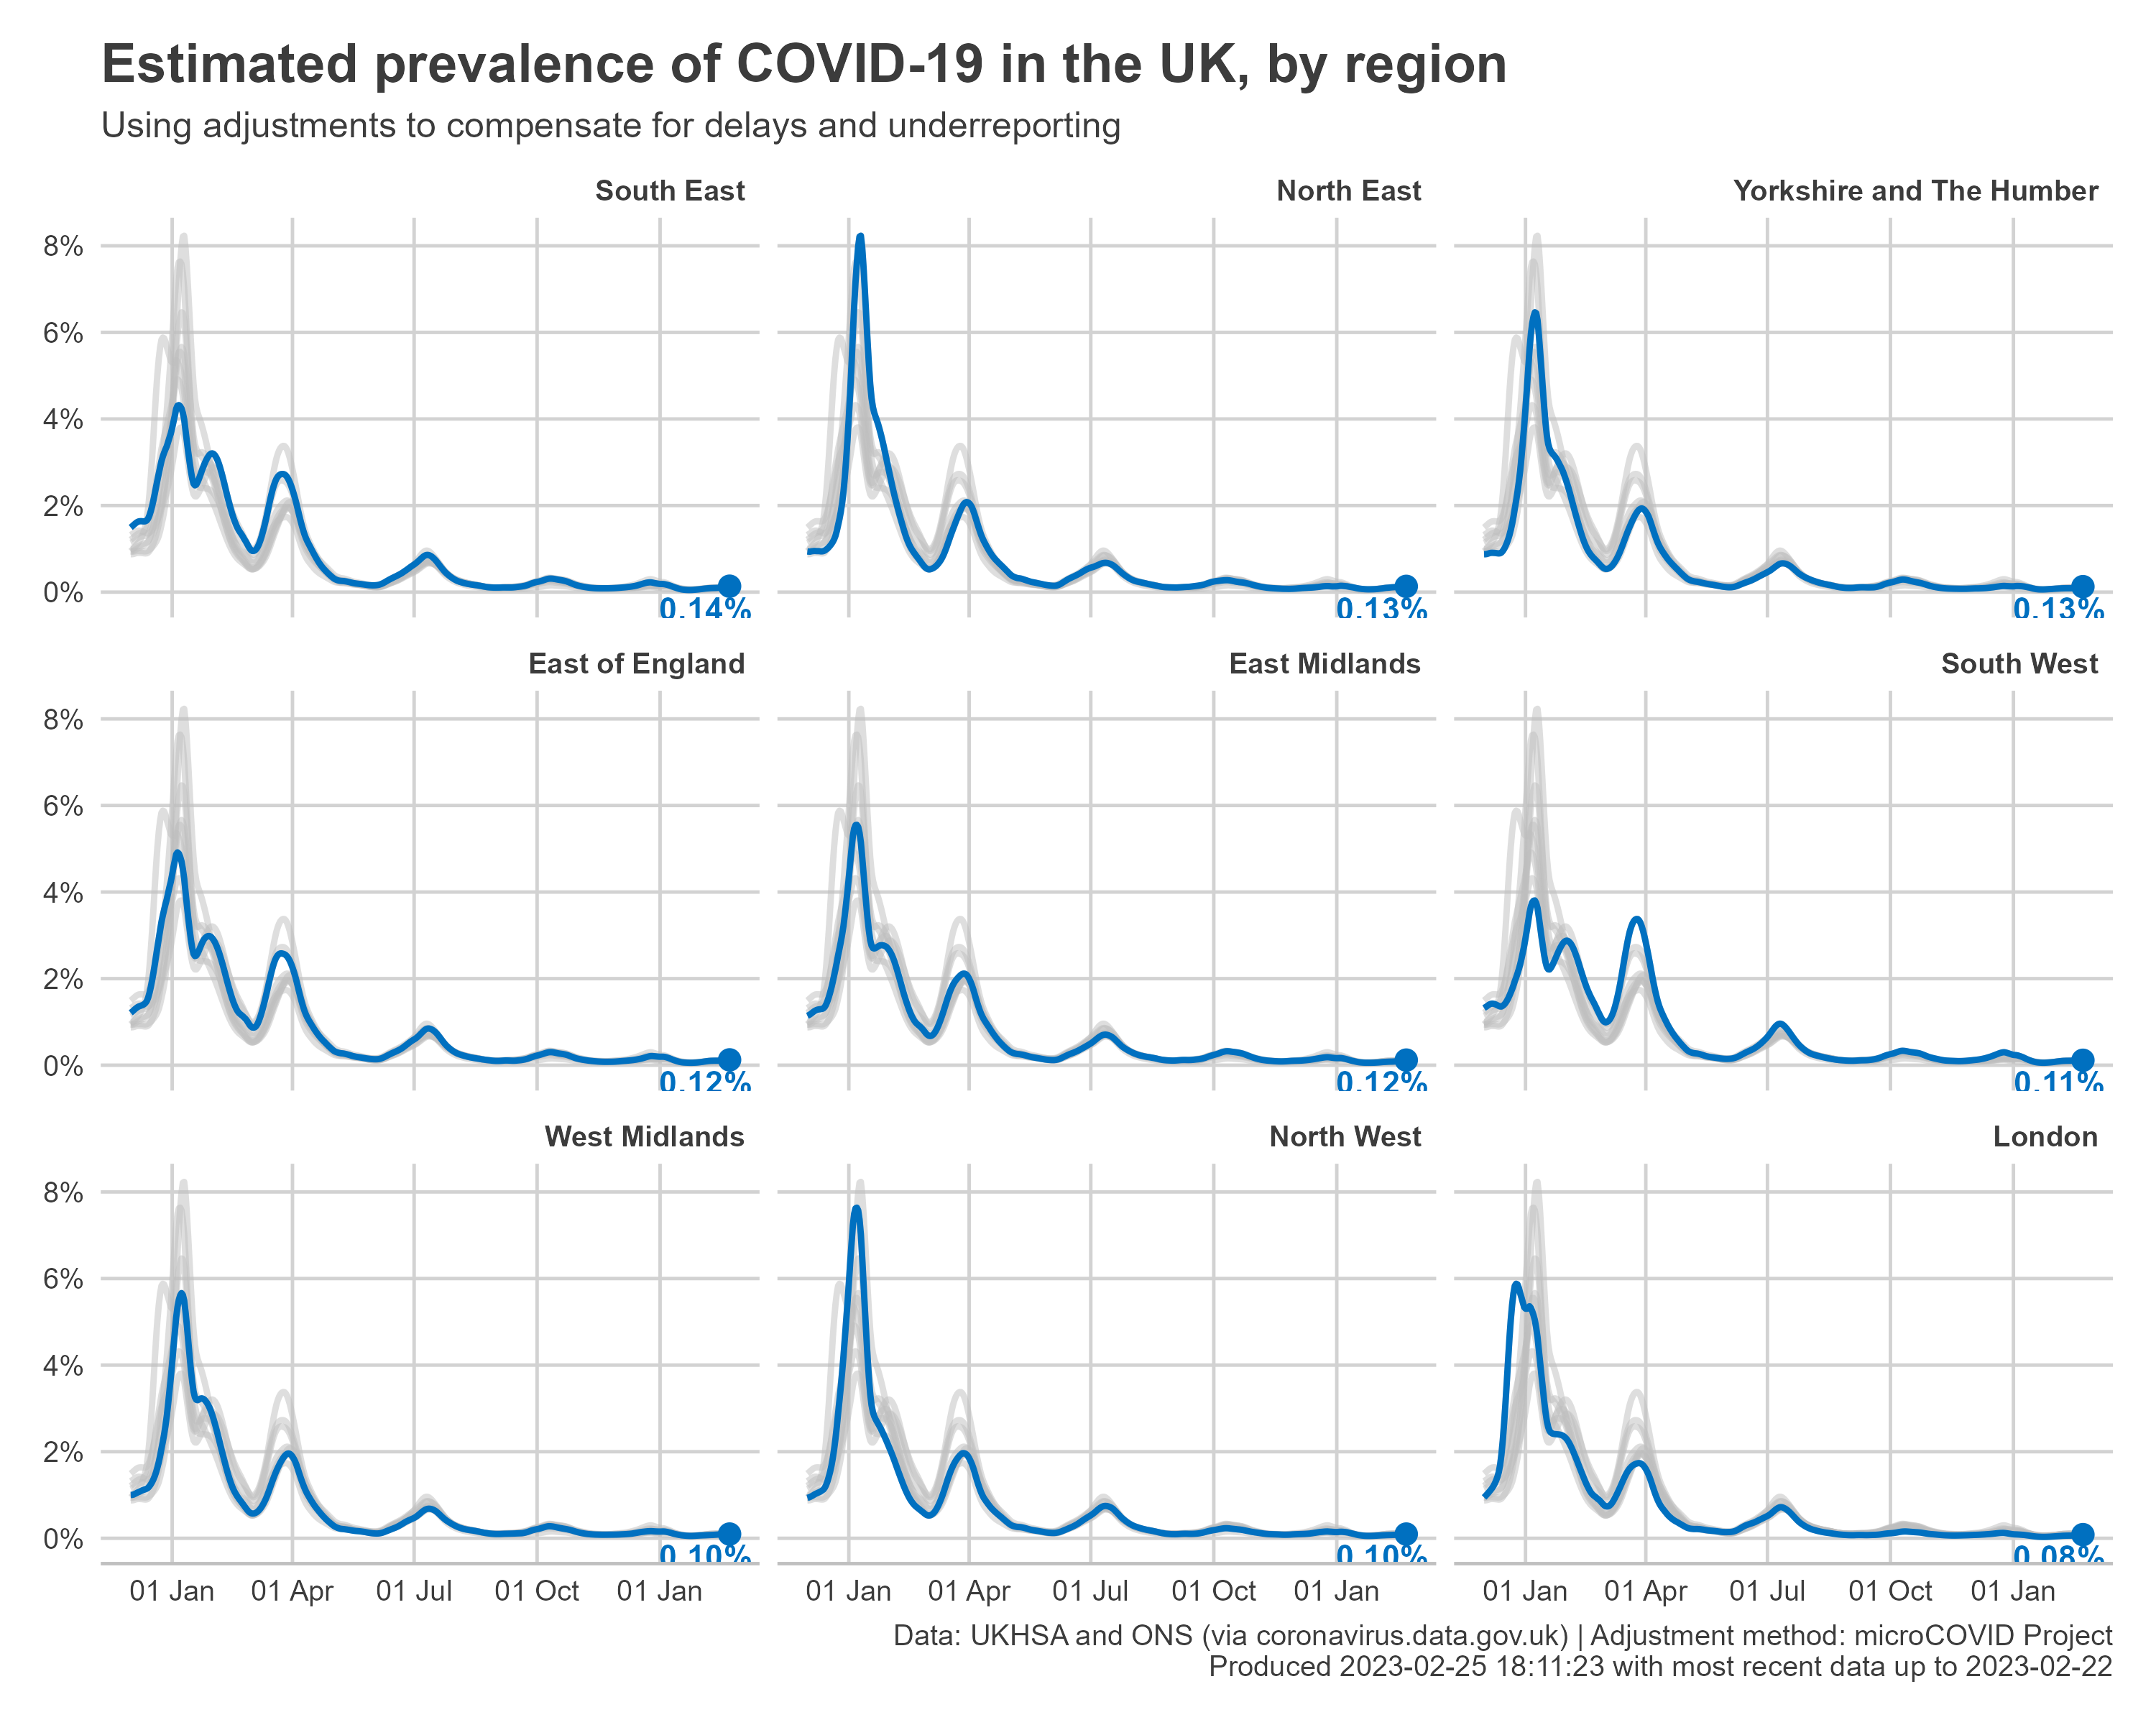 Estimated prevalence of COVID-19 in the UK, by region
Using adjustments to compensate for delays and underreporting
South East North East Yorkshire and The Humber
8%
6%
4%
2%
0%
0.14% 0.13% 0.13%
East of England East Midlands South West
8%
6%
4%
2%
0%
0.12% 0.12% 0.11%
West Midlands North West London
8%
6%
4%
2%
0%
0.10% 0.10% 0.08%
01 Jan 01 Apr 01 Jul 01 Oct 01 Jan 01 Jan 01 Apr 01 Jul 01 Oct 01 Jan 01 Jan 01 Apr 01 Jul 01 Oct 01 Jan
Data: UKHSA and ONS (via coronavirus.data.gov.uk) | Adjustment method: microCOVID Project
Produced 2023-02-25 18:11:23 with most recent data up to 2023-02-22